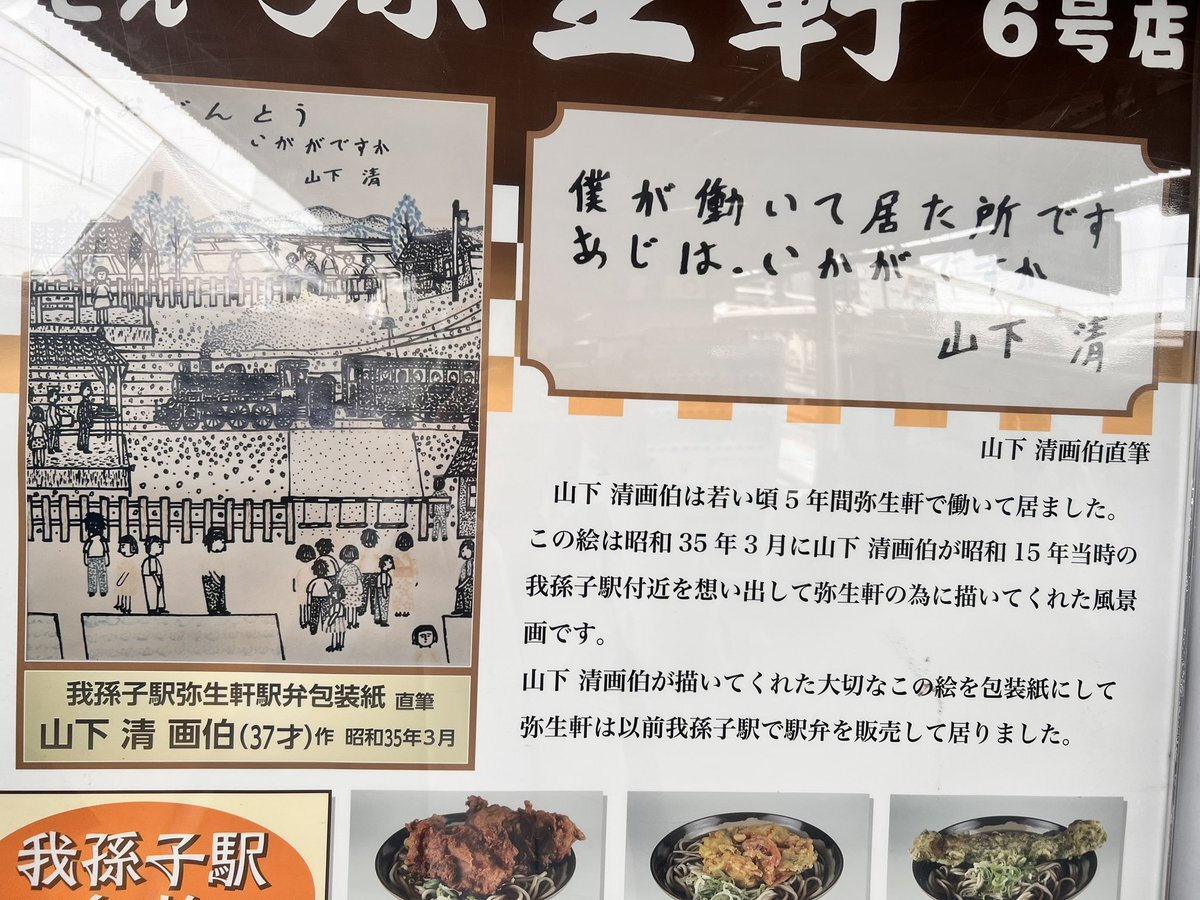 弥生軒 6号店
おべんとう
いががですか
山下 清
僕が働いて居た所です
あじは、いかがですか
山下 清
山下 清画伯直筆
山下 清画伯は若い頃5年間弥生軒で働いて居ました。
この絵は昭和35年3月に山下 清画伯が昭和15年当時の
我孫子駅付近を想い出して弥生軒の為に描いてくれた風景
画です。
山下 清画伯が描いてくれた大切なこの絵を包装紙にして
弥生軒は以前我孫子駅で駅弁を販売して居りました。
我孫子駅弥生軒駅弁包装紙 直筆
山下 清 画伯(37才)作 昭和35年3月
我孫子駅